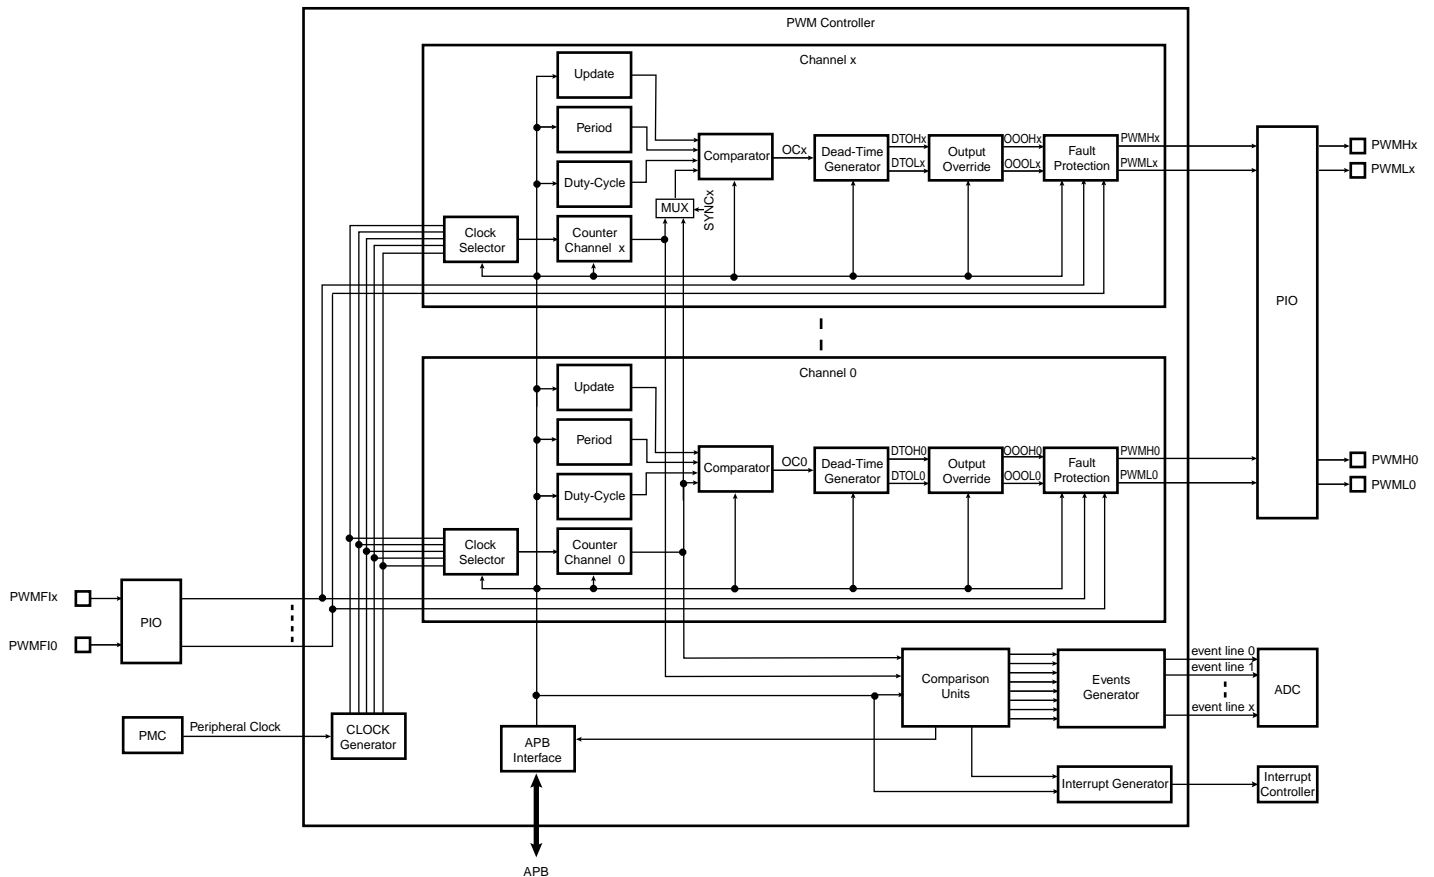 PWM Controller
Channel x
Update
Period
Duty-Cycle
Clock
Selector
Counter
Channel x
MUX
SYNCx
Comparator
OCx
Dead-Time
Generator
DTOHx
DTOLx
Output
Override
OOOHx
OOOLx
Fault
Protection
PWMHx
PWMLx
PIO
PWMHx
PWMLx
Channel 0
Update
Period
Duty-Cycle
Clock
Selector
Counter
Channel 0
Comparator
OC0
Dead-Time
Generator
DTOH0
DTOL0
Output
Override
OOOH0
OOOL0
Fault
Protection
PWMH0
PWML0
PWMH0
PWML0
PWMFIx
PWMFI0
PIO
PMC
Peripheral Clock
CLOCK
Generator
APB
Interface
APB
Comparison
Units
Events
Generator
event line 0
event line 1
event line x
ADC
Interrupt Generator
Interrupt
Controller